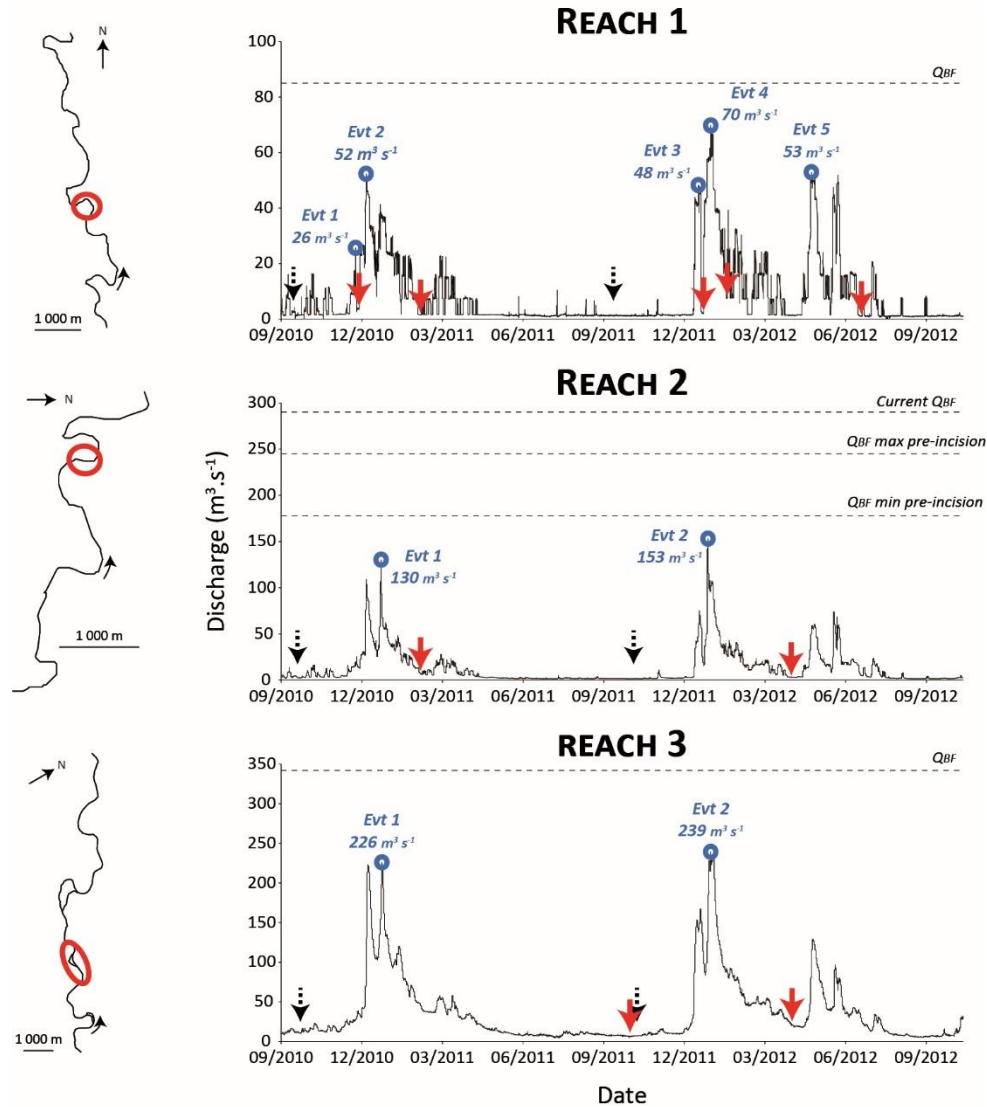 REACH 1
N
1 000 m
100
80
60
40
20
0
QBF
Evt 1
26 m³ s⁻¹
Evt 2
52 m³ s⁻¹
Evt 3
48 m³ s⁻¹
Evt 4
70 m³ s⁻¹
Evt 5
53 m³ s⁻¹
09/2010 12/2010 03/2011 06/2011 09/2011 12/2011 03/2012 06/2012 09/2012
REACH 2
N
1 000 m
Discharge (m³.s⁻¹)
300
250
200
150
100
50
0
Current QBF
QBF max pre-incision
QBF min pre-incision
Evt 1
130 m³ s⁻¹
Evt 2
153 m³ s⁻¹
09/2010 12/2010 03/2011 06/2011 09/2011 12/2011 03/2012 06/2012 09/2012
REACH 3
N
1 000 m
350
300
250
200
150
100
50
0
QBF
Evt 1
226 m³ s⁻¹
Evt 2
239 m³ s⁻¹
09/2010 12/2010 03/2011 06/2011 09/2011 12/2011 03/2012 06/2012 09/2012
Date